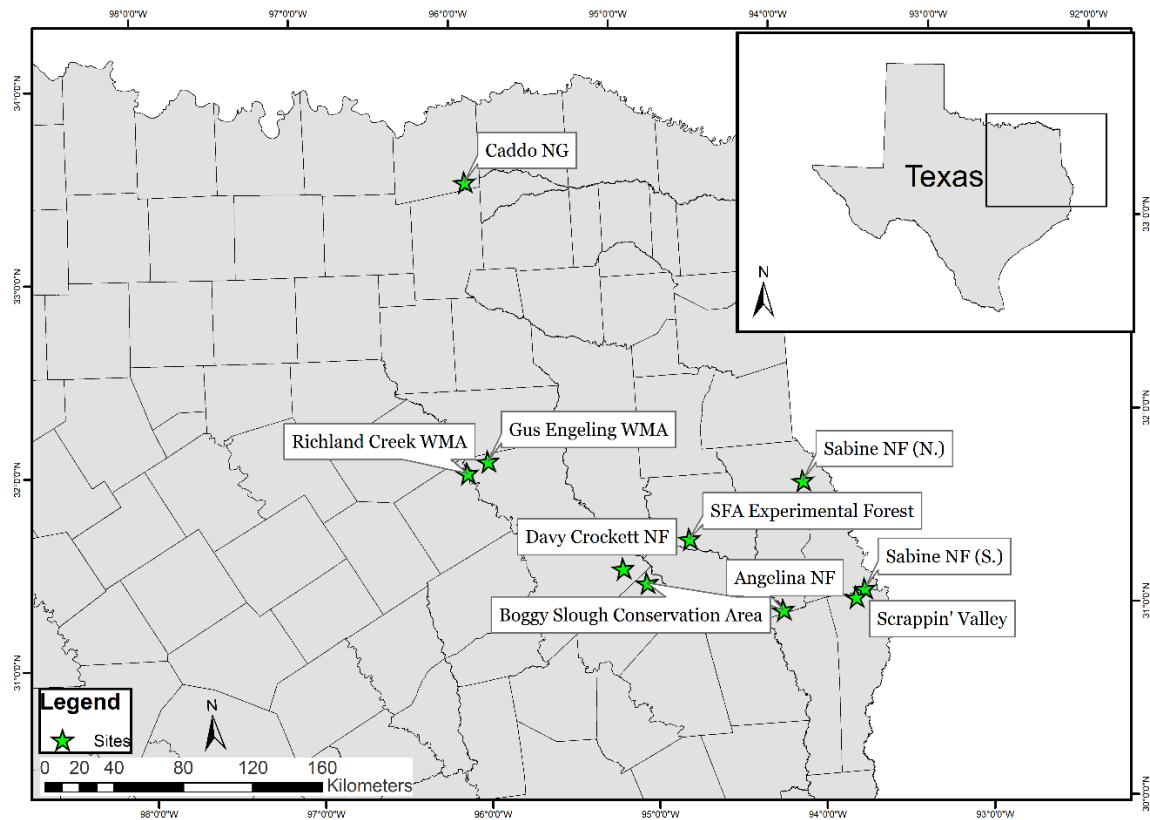 98°0'0"W 97°0'0"W 96°0'0"W 95°0'0"W 94°0'0"W 93°0'0"W 92°0'0"W
34°0'0"N
33°0'0"N
32°0'0"N
31°0'0"N
Caddo NG
Texas
N
33°0'0"N
32°0'0"N
31°0'0"N
30°0'0"N
Gus Engeling WMA
Richland Creek WMA
Sabine NF (N.)
SFA Experimental Forest
Davy Crockett NF
Sabine NF (S.)
Angelina NF
Boggy Slough Conservation Area
Scrappin' Valley
Legend
Sites
N
0 20 40 80 120 160
Kilometers
98°0'0"W 97°0'0"W 96°0'0"W 95°0'0"W 94°0'0"W 93°0'0"W